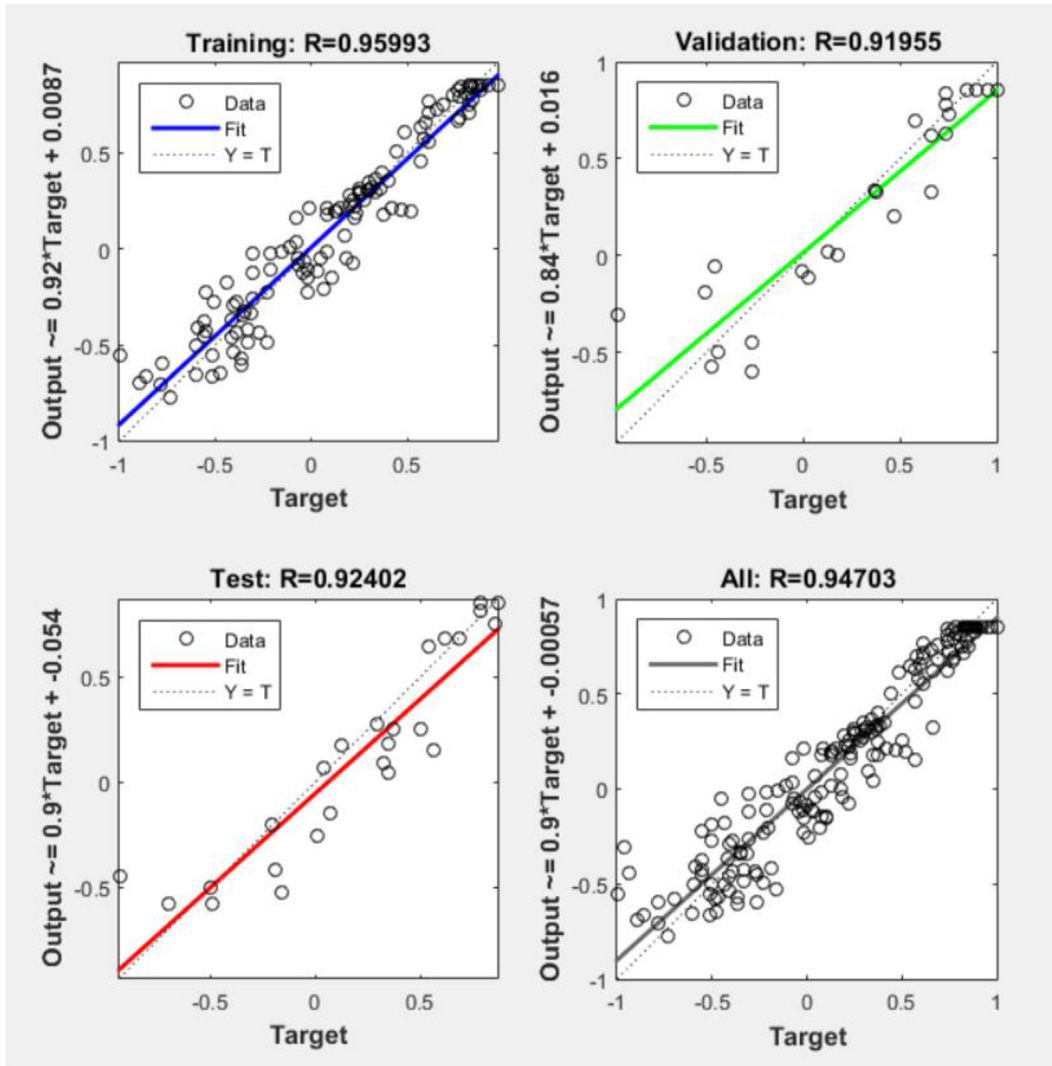 Training: R=0.95993
Output ~= 0.92*Target + 0.0087
Data
Fit
Y = T
0.5
0
-0.5
-1
-1 -0.5 0 0.5
Target
Validation: R=0.91955
Output ~= 0.84*Target + 0.016
Data
Fit
Y = T
1
0.5
0
-0.5
-0.5 0 0.5 1
Target
Test: R=0.92402
Output ~= 0.9*Target + -0.054
Data
Fit
Y = T
0.5
0
-0.5
-0.5 0 0.5
Target
All: R=0.94703
Output ~= 0.9*Target + -0.00057
Data
Fit
Y = T
1
0.5
0
-0.5
-1
-1 -0.5 0 0.5 1
Target